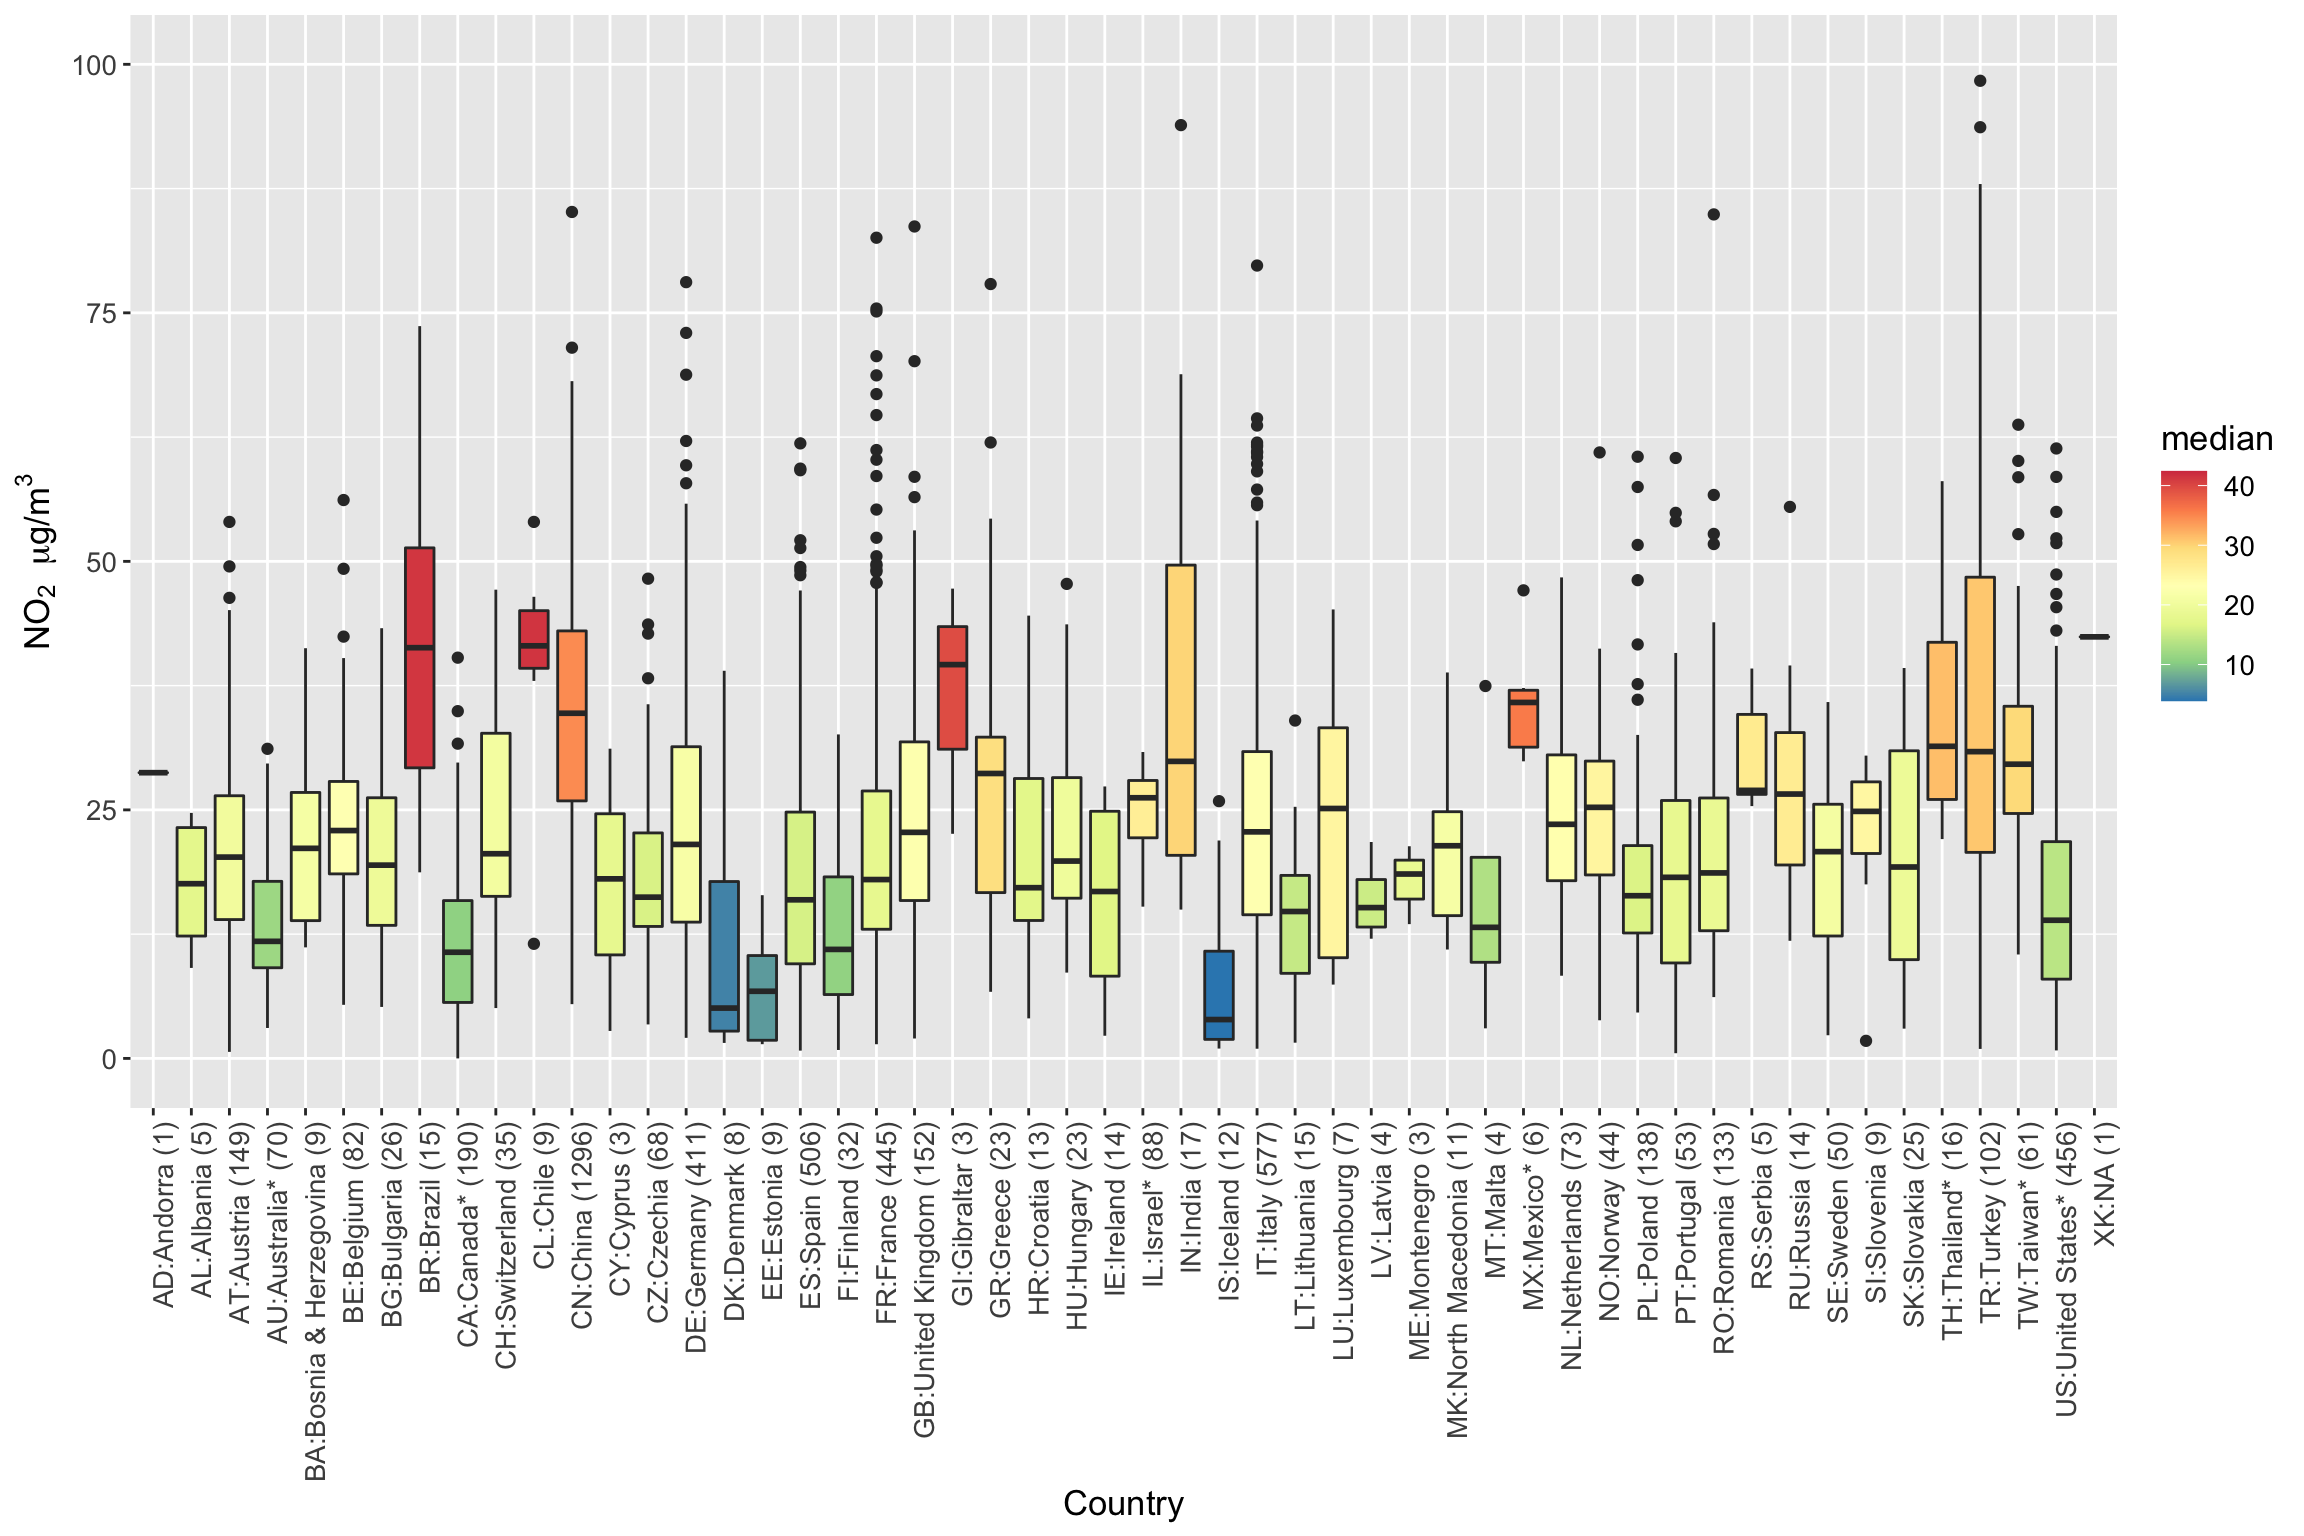 100
75
50
25
0
NO₂ µg/m³
AD:Andorra (1)
AL:Albania (5)
AT:Austria (149)
AU:Australia* (70)
BA:Bosnia & Herzegovina (9)
BE:Belgium (82)
BG:Bulgaria (26)
BR:Brazil (15)
CA:Canada* (190)
CH:Switzerland (35)
CL:Chile (9)
CN:China (1296)
CY:Cyprus (3)
CZ:Czechia (68)
DE:Germany (411)
DK:Denmark (8)
EE:Estonia (9)
ES:Spain (506)
FI:Finland (32)
FR:France (445)
GB:United Kingdom (152)
GI:Gibraltar (3)
GR:Greece (23)
HR:Croatia (13)
HU:Hungary (23)
IE:Ireland (14)
IL:Israel* (88)
IN:India (17)
IS:Iceland (12)
IT:Italy (577)
LT:Lithuania (15)
LU:Luxembourg (7)
LV:Latvia (4)
ME:Montenegro (3)
MK:North Macedonia (11)
MT:Malta (4)
MX:Mexico* (6)
NL:Netherlands (73)
NO:Norway (44)
PL:Poland (138)
PT:Portugal (53)
RO:Romania (133)
RS:Serbia (5)
RU:Russia (14)
SE:Sweden (50)
SI:Slovenia (9)
SK:Slovakia (25)
TH:Thailand* (16)
TR:Turkey (102)
TW:Taiwan* (61)
US:United States* (456)
XK:NA (1)
Country
median
40
30
20
10